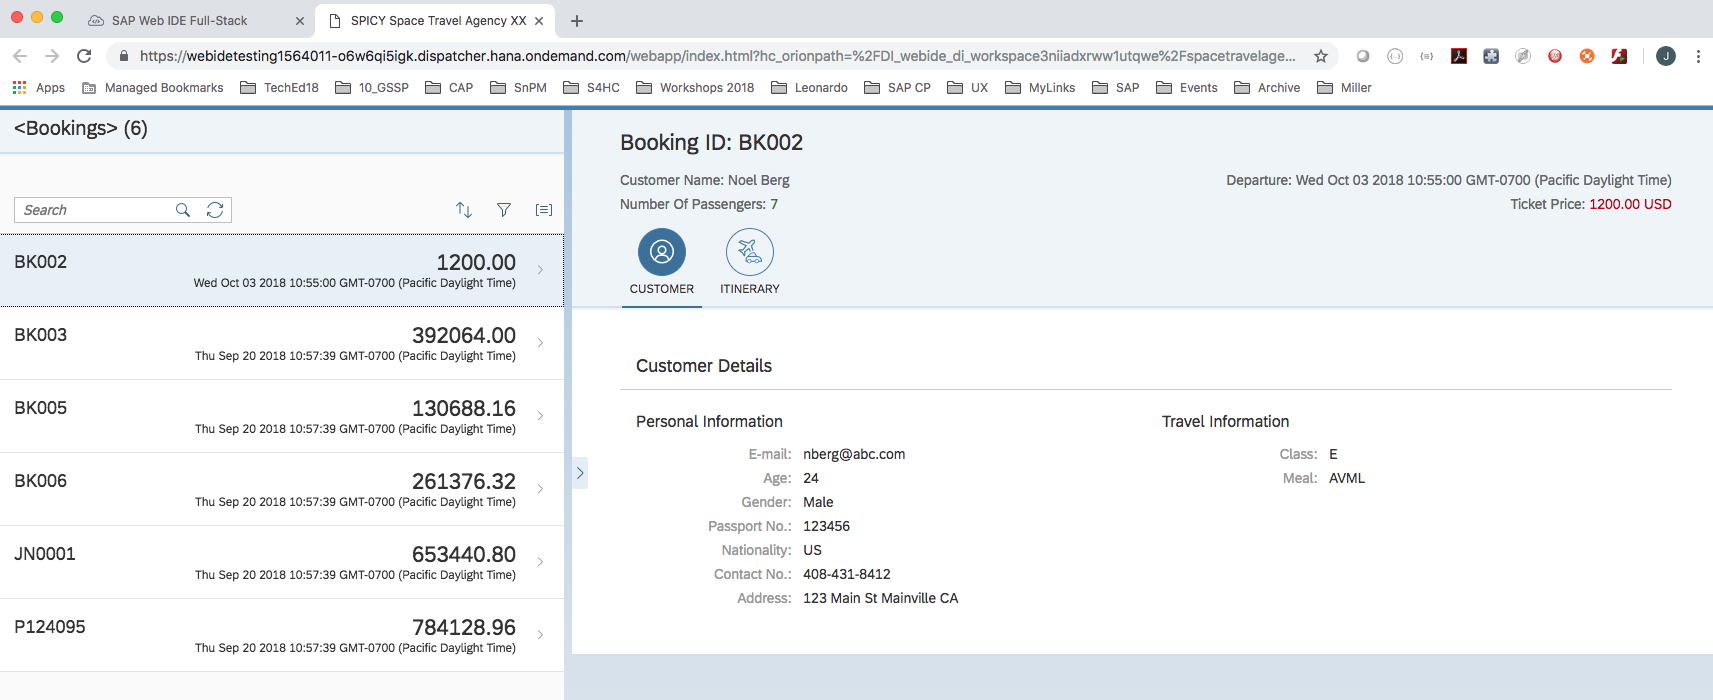 SAP Web IDE Full-Stack
SPICY Space Travel Agency XX
https://webidetesting1564011-o6w6qi5igk.dispatcher.hana.ondemand.com/webapp/index.html?hc_orionpath=%2FDI_webide_di_workspace3niiadxrww1utqwe%2Fspacetravelage...
J
Apps Managed Bookmarks TechEd18 10_GSSP CAP SnPM S4HC Workshops 2018 Leonardo SAP CP UX MyLinks SAP Events Archive Miller
<Bookings> (6)
Search
BK002
1200.00
Wed Oct 03 2018 10:55:00 GMT-0700 (Pacific Daylight Time)
BK003
392064.00
Thu Sep 20 2018 10:57:39 GMT-0700 (Pacific Daylight Time)
BK005
130688.16
Thu Sep 20 2018 10:57:39 GMT-0700 (Pacific Daylight Time)
BK006
261376.32
Thu Sep 20 2018 10:57:39 GMT-0700 (Pacific Daylight Time)
JN0001
653440.80
Thu Sep 20 2018 10:57:39 GMT-0700 (Pacific Daylight Time)
P124095
784128.96
Thu Sep 20 2018 10:57:39 GMT-0700 (Pacific Daylight Time)
Booking ID: BK002
Customer Name: Noel Berg
Departure: Wed Oct 03 2018 10:55:00 GMT-0700 (Pacific Daylight Time)
Number Of Passengers: 7
Ticket Price: 1200.00 USD
CUSTOMER
ITINERARY
Customer Details
Personal Information
E-mail: nberg@abc.com
Age: 24
Gender: Male
Passport No.: 123456
Nationality: US
Contact No.: 408-431-8412
Address: 123 Main St Mainville CA
Travel Information
Class: E
Meal: AVML